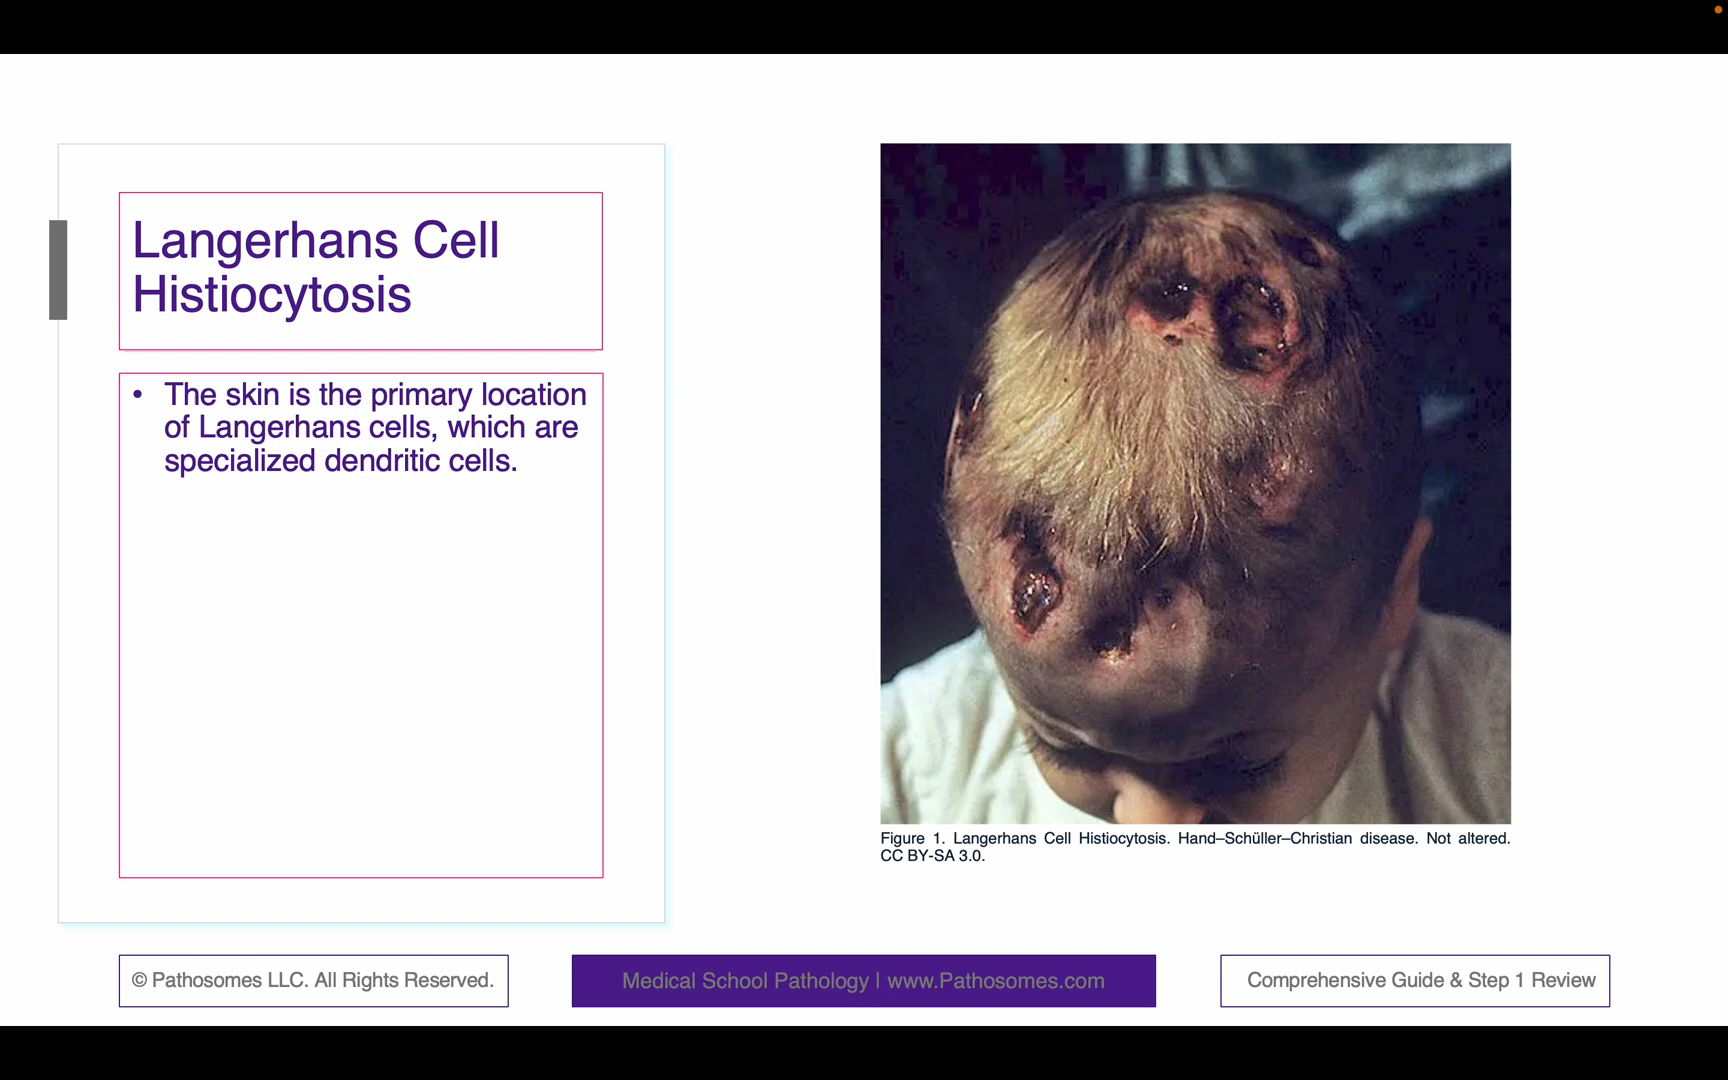 Langerhans Cell
Histiocytosis
• The skin is the primary location
of Langerhans cells, which are
specialized dendritic cells.
Figure 1. Langerhans Cell Histiocytosis. Hand–Schüller–Christian disease. Not altered.
CC BY-SA 3.0.
© Pathosomes LLC. All Rights Reserved.
Medical School Pathology | www.Pathosomes.com
Comprehensive Guide & Step 1 Review